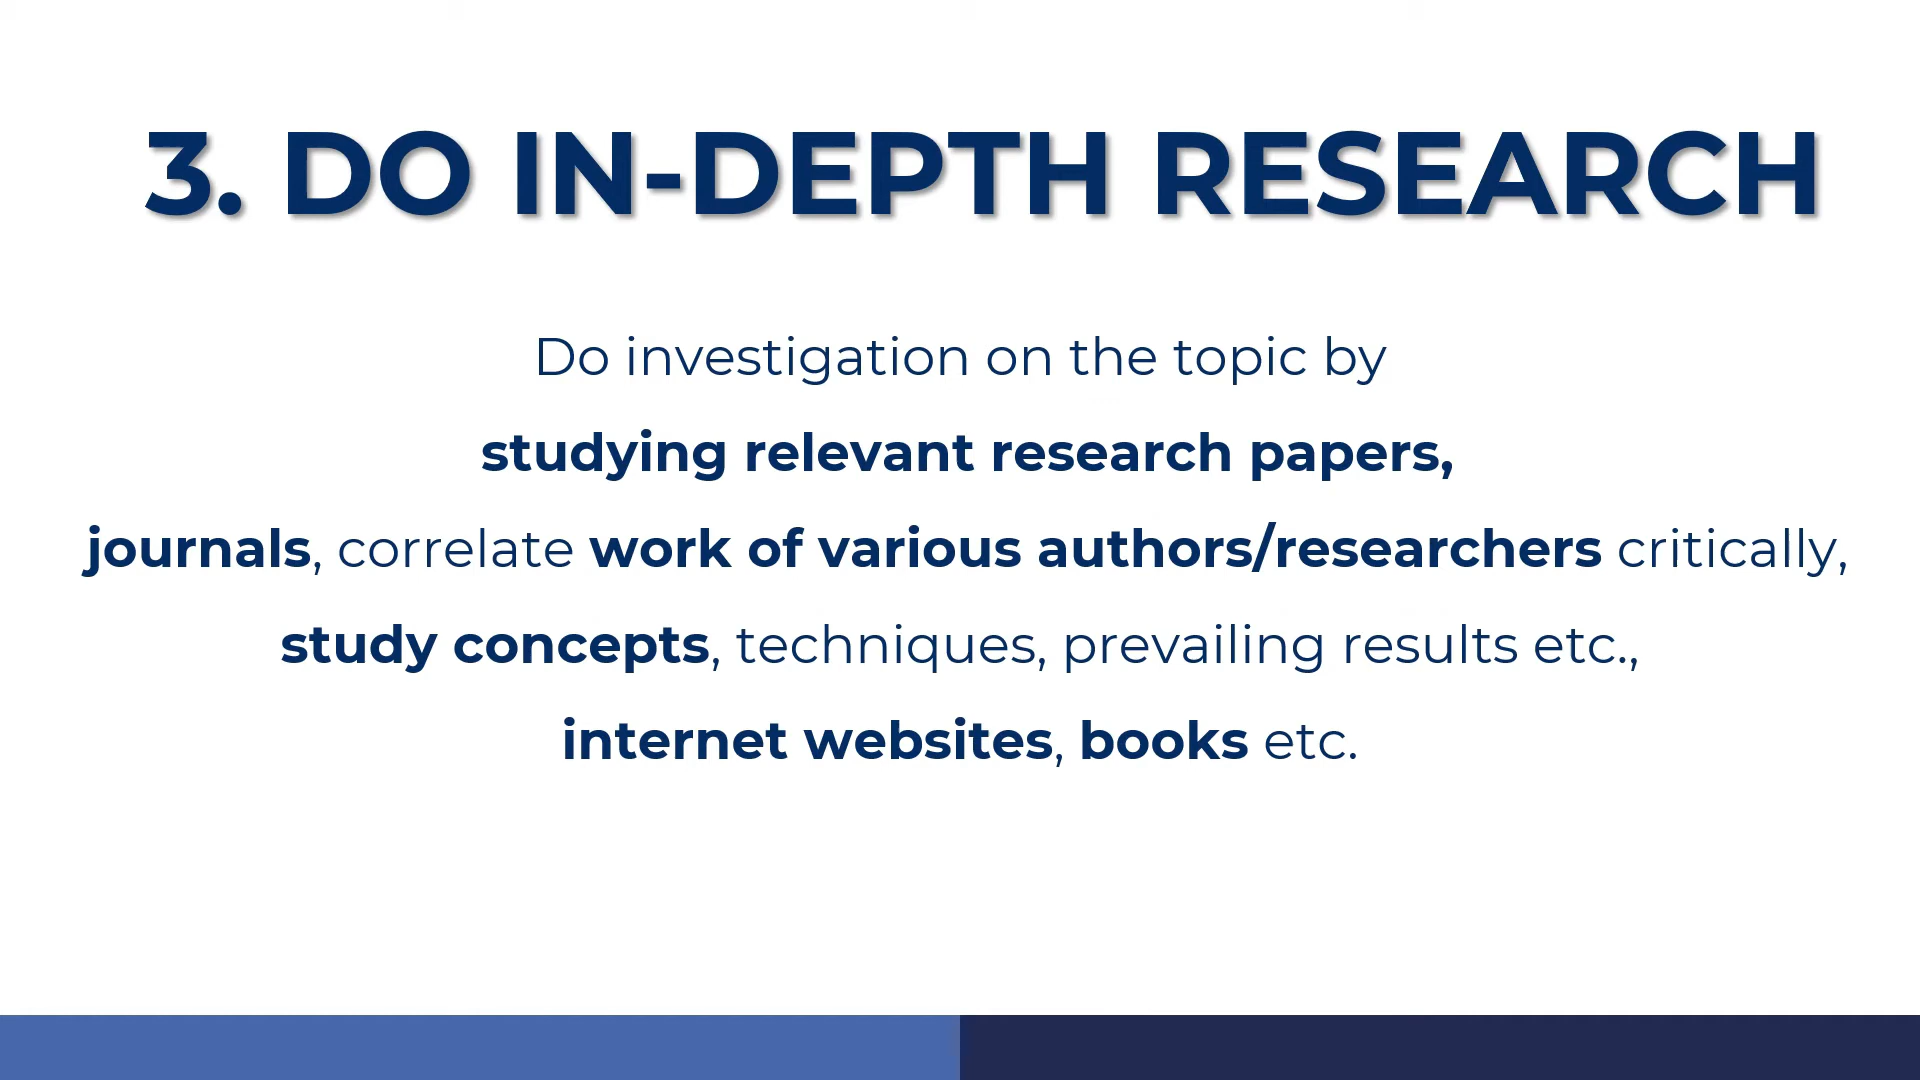 3. DO IN-DEPTH RESEARCH
Do investigation on the topic by
studying relevant research papers,
journals, correlate work of various authors/researchers critically,
study concepts, techniques, prevailing results etc.,
internet websites, books etc.